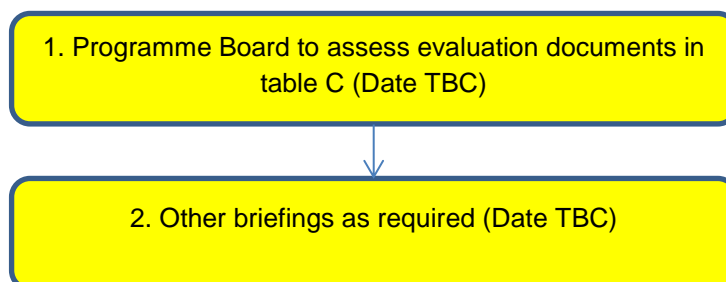 1. Programme Board to assess evaluation documents in
table C (Date TBC)
2. Other briefings as required (Date TBC)